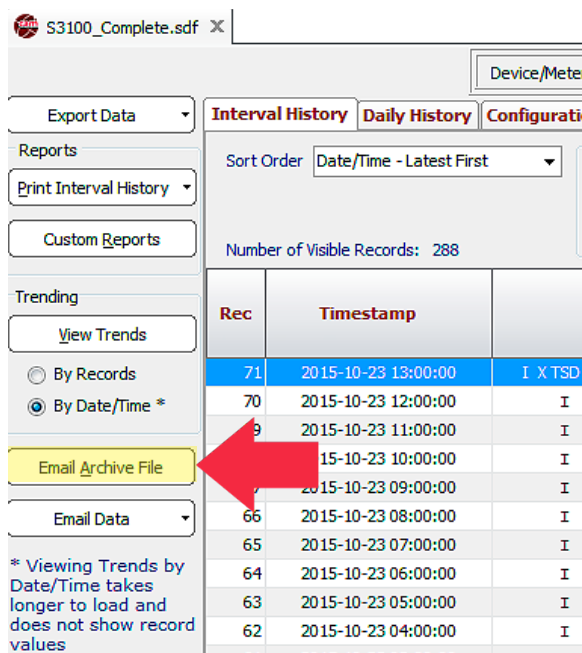 S3100_Complete.sdf X
Device/Mete
Export Data
Interval History Daily History Configurati
Reports
Sort Order Date/Time - Latest First
Print Interval History
Custom Reports
Number of Visible Records: 288
Trending
Rec Timestamp
View Trends
By Records
By Date/Time *
71 2015-10-23 13:00:00 I X TSD
70 2015-10-23 12:00:00 I
9 2015-10-23 11:00:00 I
15-10-23 10:00:00 I
Email Archive File
2015-10-23 09:00:00 I
Email Data
66 2015-10-23 08:00:00 I
65 2015-10-23 07:00:00 I
64 2015-10-23 06:00:00 I
63 2015-10-23 05:00:00 I
62 2015-10-23 04:00:00 I
* Viewing Trends by
Date/Time takes
longer to load and
does not show record
values